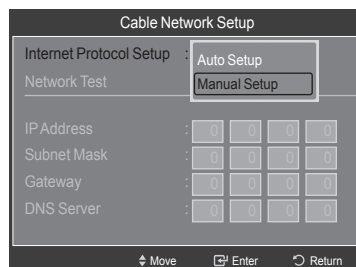 Cable Network Setup
Internet Protocol Setup : Auto Setup
Manual Setup
Network Test
IP Address : 0 0 0 0
Subnet Mask : 0 0 0 0
Gateway : 0 0 0 0
DNS Server : 0 0 0 0
Move Enter Return